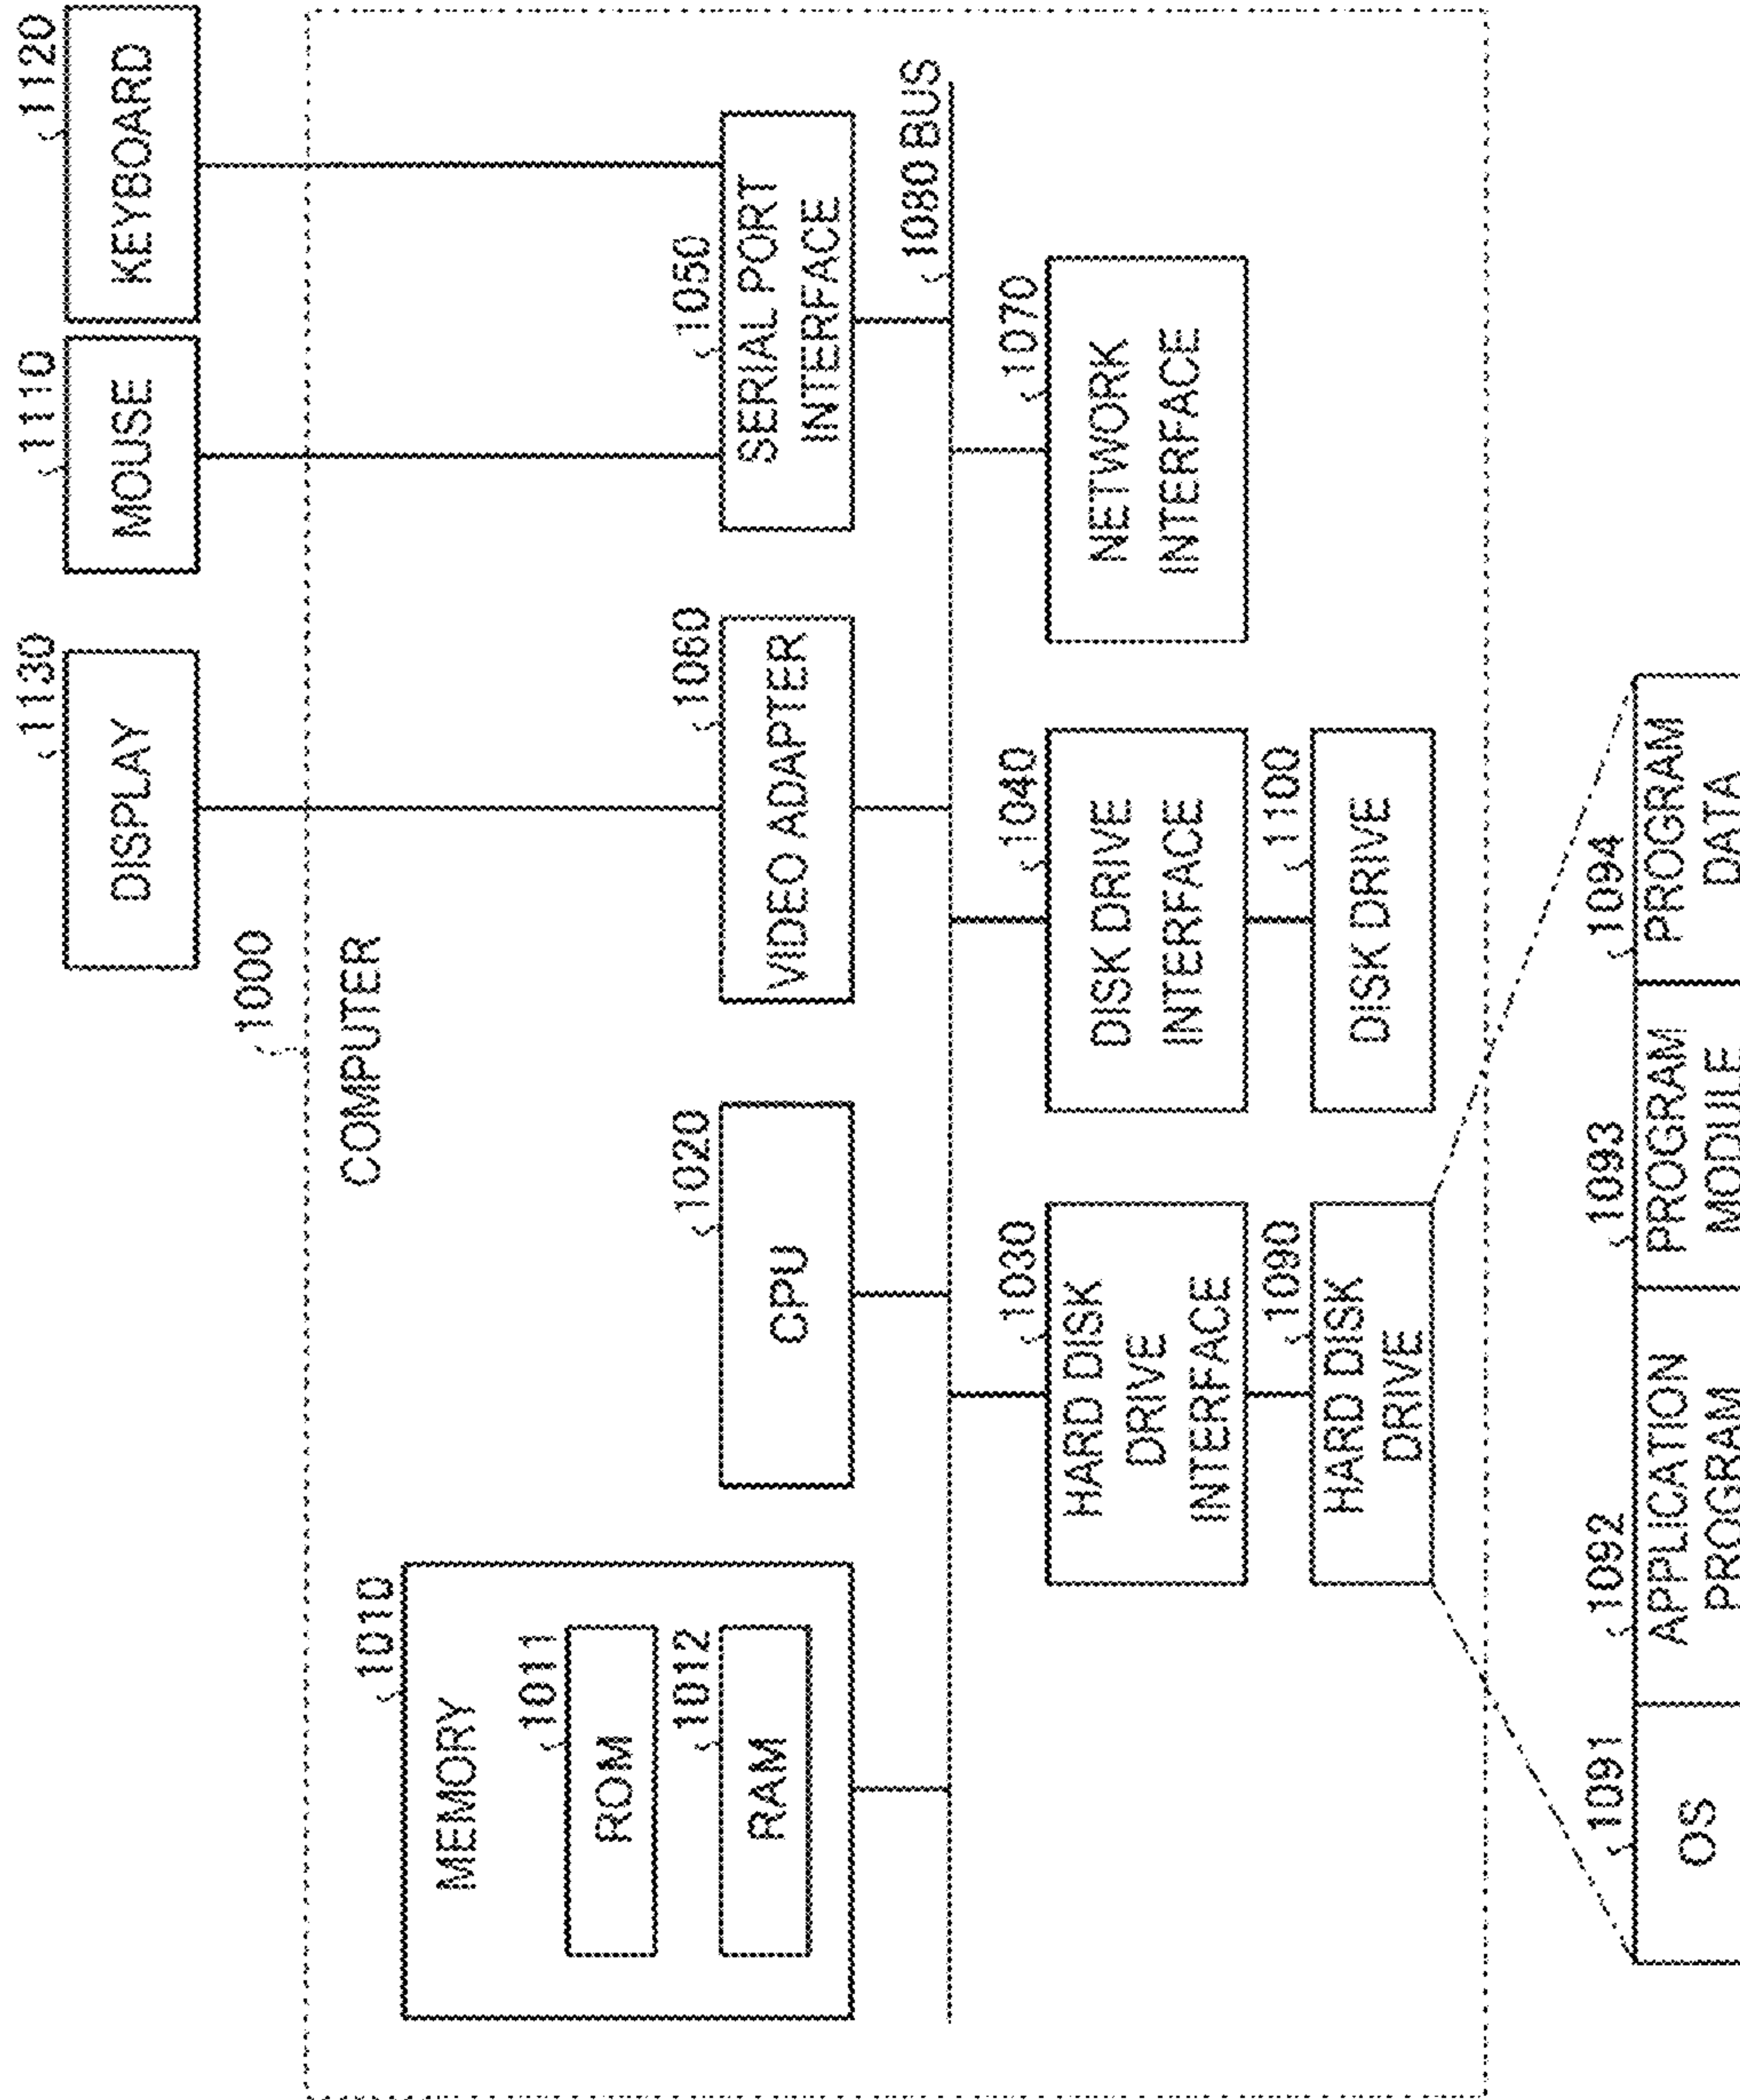 1000
COMPUTER
1010
MEMORY
1011
ROM
1012
RAM
1020
CPU
1130
DISPLAY
1060
VIDEO ADAPTER
1110
MOUSE
1120
KEYBOARD
1050
SERIAL PORT
INTERFACE
1080 BUS
1030
HARD DISK
DRIVE
INTERFACE
1040
DISK DRIVE
INTERFACE
1070
NETWORK
INTERFACE
1090
HARD DISK
DRIVE
1100
DISK DRIVE
1091
OS
1092
APPLICATION
PROGRAM
1093
PROGRAM
MODULE
1094
PROGRAM
DATA